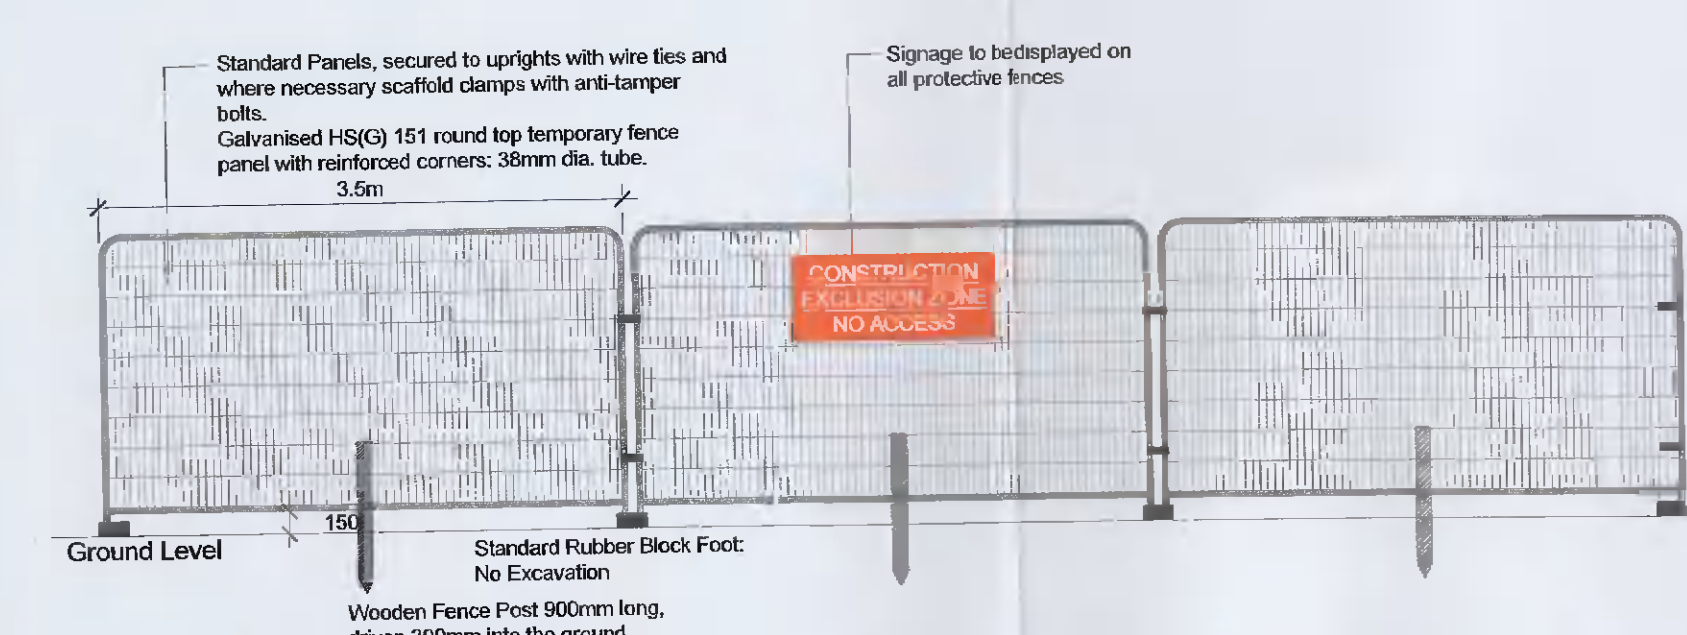 Standard Panels, secured to uprights with wire ties and
where necessary scaffold clamps with anti-tamper
bolts.
Galvanised HS(G) 151 round top temporary fence
panel with reinforced corners: 38mm dia. tube.
3.5m
Signage to bedisplayed on
all protective fences
CONSTRUCTION
EXCLUSION ZONE
NO ACCESS
150
Ground Level
Standard Rubber Block Foot:
No Excavation
Wooden Fence Post 900mm long,
into the ground